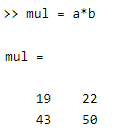 >> mul = a*b
mul =
19 22
43 50